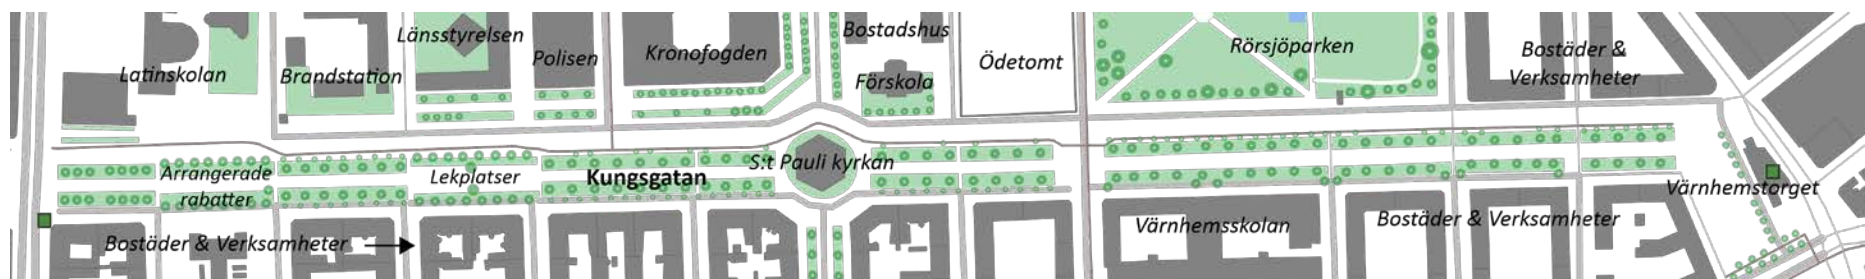 Latinskolan
Brandstation
Länsstyrelsen
Polisen
Kronofogden
Bostadshus
Förskola
Ödetomt
Rörsjöparken
Bostäder &
Verksamheter
Arrangerade
rabatter
Lekplatser
Kungsgatan
S:t Pauli kyrkan
Värnhemstorget
Bostäder & Verksamheter
Värnhemsskolan
Bostäder & Verksamheter